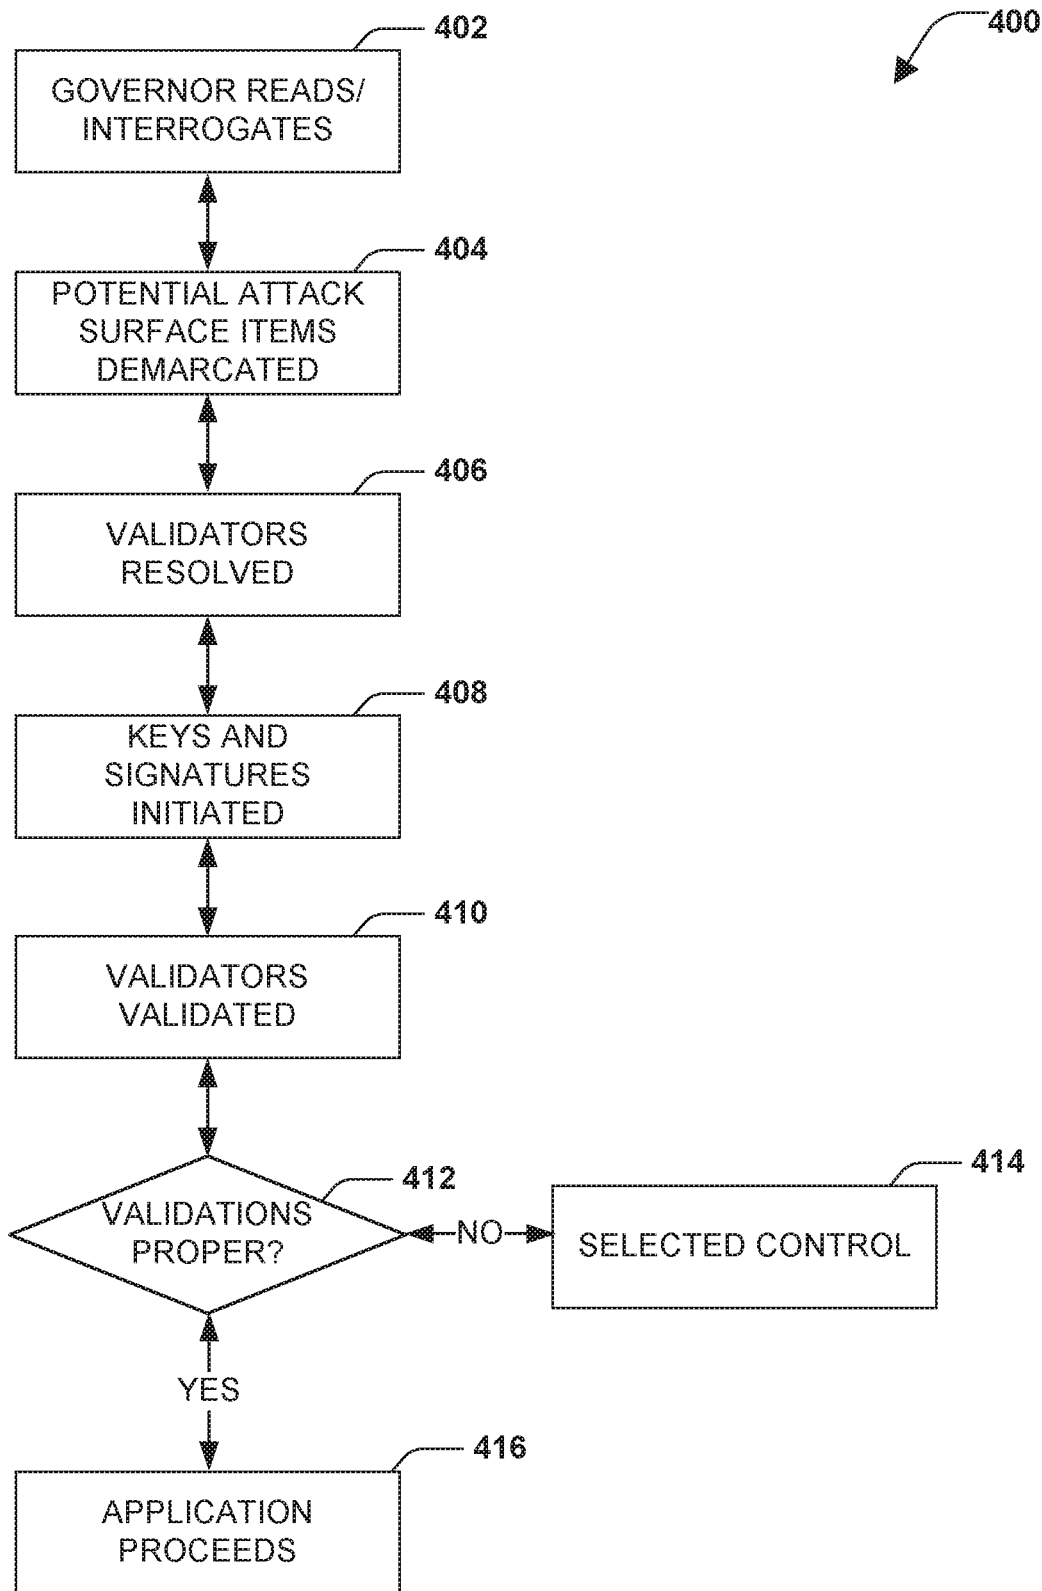 400
402
GOVERNOR READS/
INTERROGATES
404
POTENTIAL ATTACK
SURFACE ITEMS
DEMARCATED
406
VALIDATORS
RESOLVED
408
KEYS AND
SIGNATURES
INITIATED
410
VALIDATORS
VALIDATED
412
VALIDATIONS
PROPER?
NO
414
SELECTED CONTROL
YES
416
APPLICATION
PROCEEDS